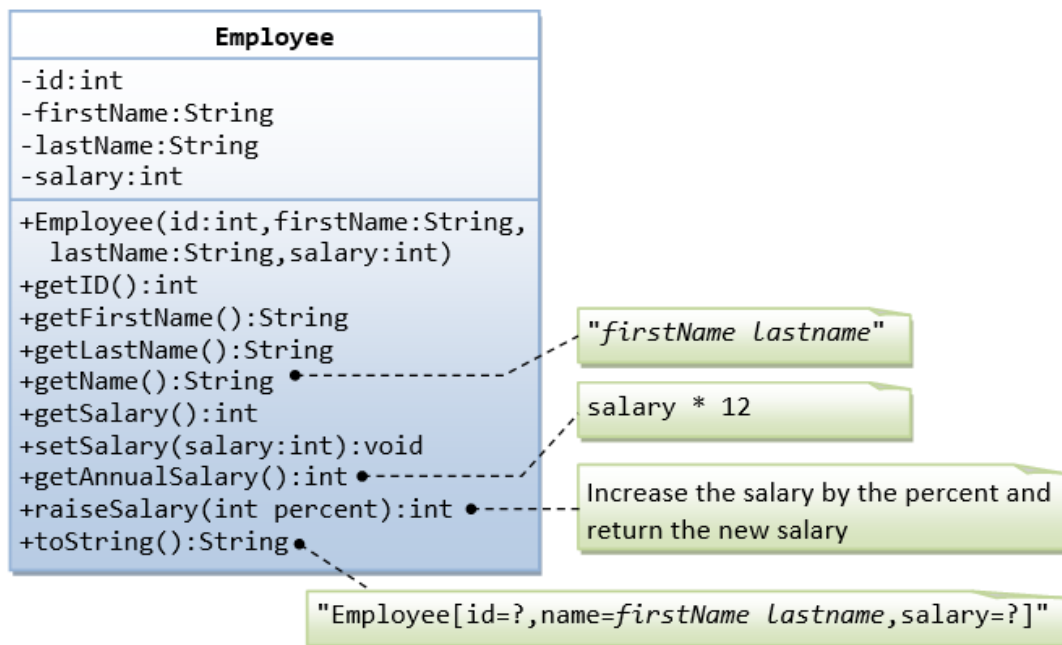 Employee
-id:int
-firstName:String
-lastName:String
-salary:int
+Employee(id:int,firstName:String,
lastName:String,salary:int)
+getID():int
+getFirstName():String
+getLastName():String
+getName():String
+getSalary():int
+setSalary(salary:int):void
+getAnnualSalary():int
+raiseSalary(int percent):int
+toString():String
"firstName lastname"
salary * 12
Increase the salary by the percent and
return the new salary
"Employee[id=?,name=firstName lastname,salary=?]"